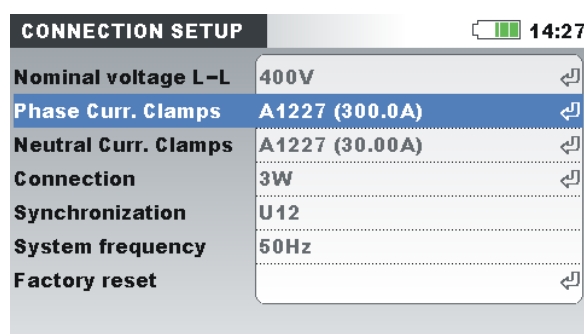 CONNECTION SETUP 14:27
Nominal voltage L-L 400V
Phase Curr. Clamps A1227 (300.0A)
Neutral Curr. Clamps A1227 (30.00A)
Connection 3W
Synchronization U12
System frequency 50Hz
Factory reset